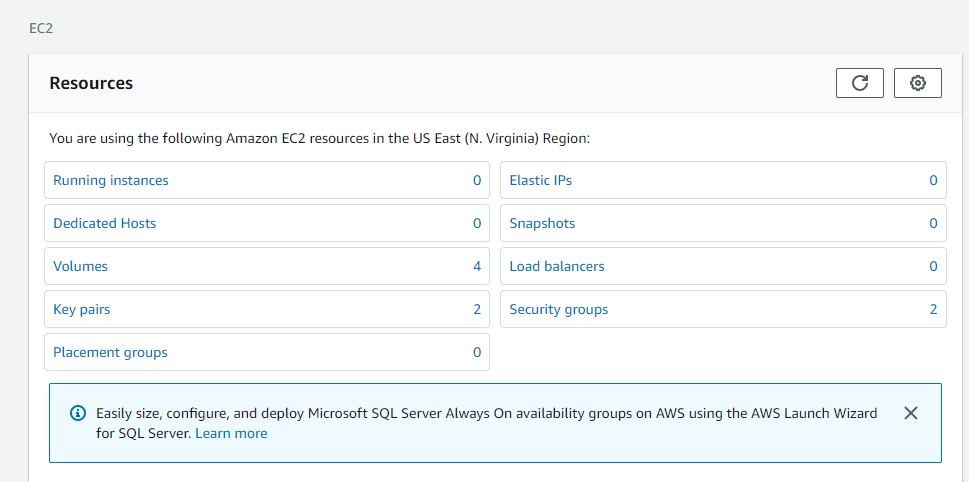 EC2
Resources
You are using the following Amazon EC2 resources in the US East (N. Virginia) Region:
Running instances 0
Elastic IPs 0
Dedicated Hosts 0
Snapshots 0
Volumes 4
Load balancers 0
Key pairs 2
Security groups 2
Placement groups 0
Easily size, configure, and deploy Microsoft SQL Server Always On availability groups on AWS using the AWS Launch Wizard
for SQL Server. Learn more